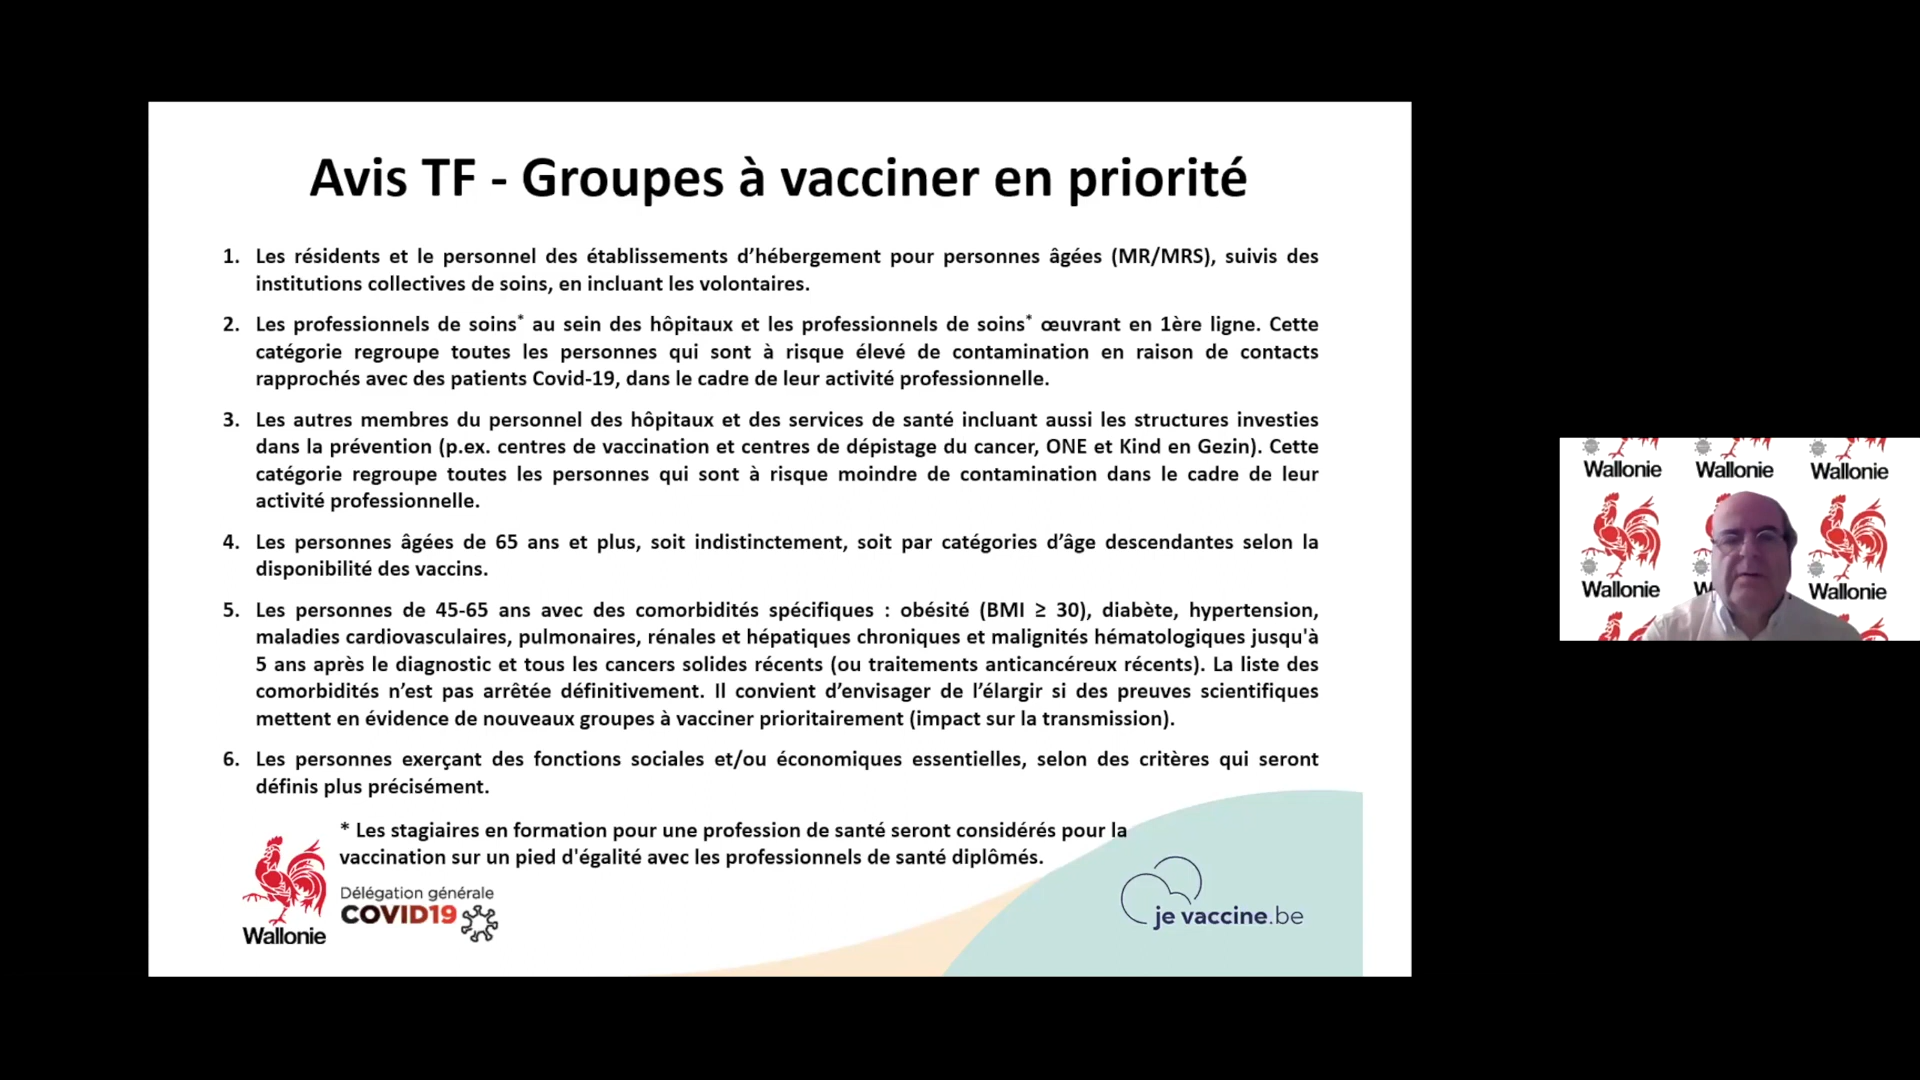 Avis TF - Groupes à vacciner en priorité
1. Les résidents et le personnel des établissements d’hébergement pour personnes âgées (MR/MRS), suivis des
institutions collectives de soins, en incluant les volontaires.
2. Les professionnels de soins* au sein des hôpitaux et les professionnels de soins* œuvrant en 1ère ligne. Cette
catégorie regroupe toutes les personnes qui sont à risque élevé de contamination en raison de contacts
rapprochés avec des patients Covid-19, dans le cadre de leur activité professionnelle.
3. Les autres membres du personnel des hôpitaux et des services de santé incluant aussi les structures investies
dans la prévention (p.ex. centres de vaccination et centres de dépistage du cancer, ONE et Kind en Gezin). Cette
catégorie regroupe toutes les personnes qui sont à risque moindre de contamination dans le cadre de leur
activité professionnelle.
4. Les personnes âgées de 65 ans et plus, soit indistinctement, soit par catégories d’âge descendantes selon la
disponibilité des vaccins.
5. Les personnes de 45-65 ans avec des comorbidités spécifiques : obésité (BMI ≥ 30), diabète, hypertension,
maladies cardiovasculaires, pulmonaires, rénales et hépatiques chroniques et malignités hématologiques jusqu'à
5 ans après le diagnostic et tous les cancers solides récents (ou traitements anticancéreux récents). La liste des
comorbidités n’est pas arrêtée définitivement. Il convient d’envisager de l’élargir si des preuves scientifiques
mettent en évidence de nouveaux groupes à vacciner prioritairement (impact sur la transmission).
6. Les personnes exerçant des fonctions sociales et/ou économiques essentielles, selon des critères qui seront
définis plus précisément.
* Les stagiaires en formation pour une profession de santé seront considérés pour la
vaccination sur un pied d'égalité avec les professionnels de santé diplômés.
Délégation générale
COVID19
Wallonie
je vaccine.be
Wallonie Wallonie Wallonie
Wallonie W Wallonie